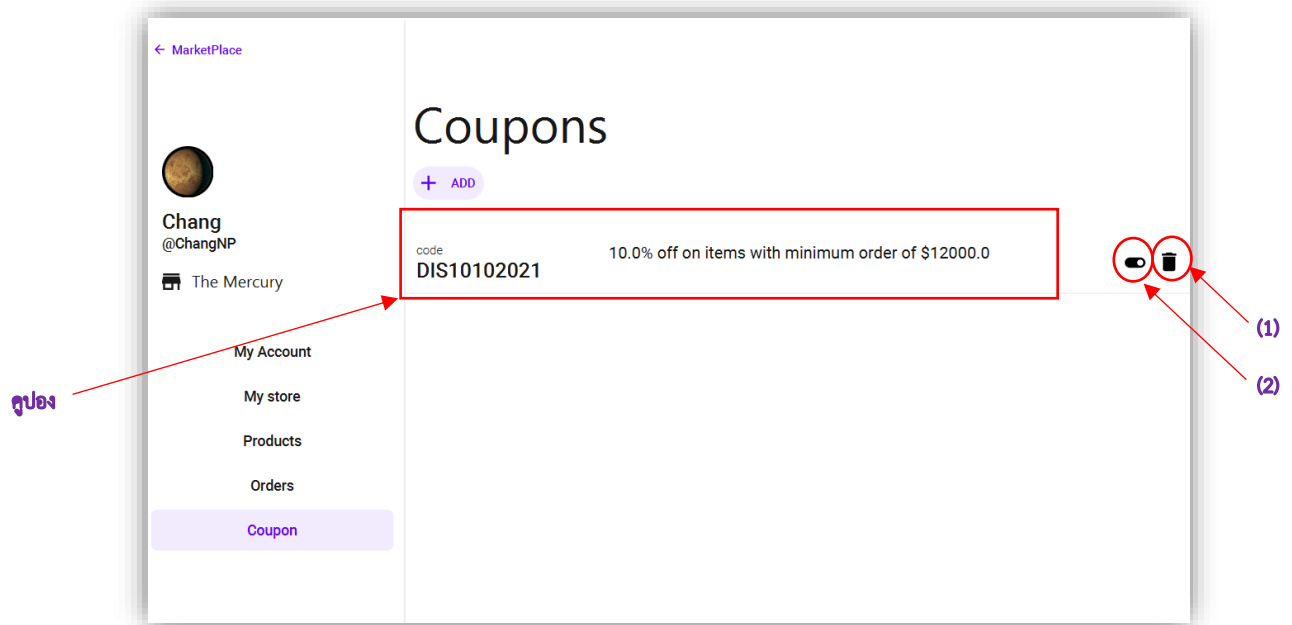 ← MarketPlace
Coupons
+ ADD
Chang
@ChangNP
The Mercury
code
DIS10102021
10.0% off on items with minimum order of $12000.0
(1)
(2)
My Account
My store
Products
Orders
Coupon
คูปอง